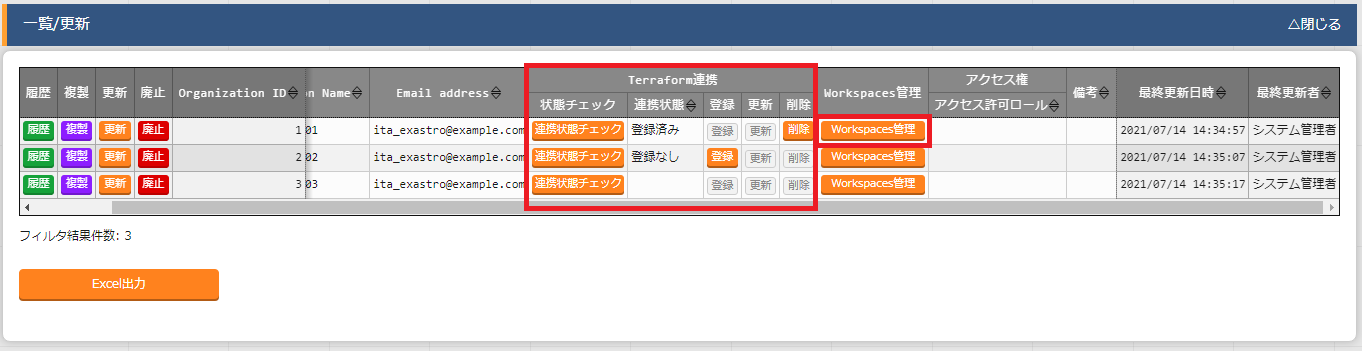 一覧/更新 △閉じる
Terraform連携 アクセス権
履歴 複製 更新 廃止 Organization ID n Name Email address 状態チェック 連携状態 登録 更新 削除 Workspaces管理 アクセス許可ロール 備考 最終更新日時 最終更新者
履歴 複製 更新 廃止 1 01 ita_exastro@example.com 連携状態チェック 登録済み 登録 更新 削除 Workspaces管理 2021/07/14 14:34:57 システム管理者
履歴 複製 更新 廃止 2 02 ita_exastro@example.com 連携状態チェック 登録なし 登録 更新 削除 Workspaces管理 2021/07/14 14:35:07 システム管理者
履歴 複製 更新 廃止 3 03 ita_exastro@example.com 連携状態チェック 登録 更新 削除 Workspaces管理 2021/07/14 14:35:17 システム管理者
フィルタ結果件数: 3
Excel出力